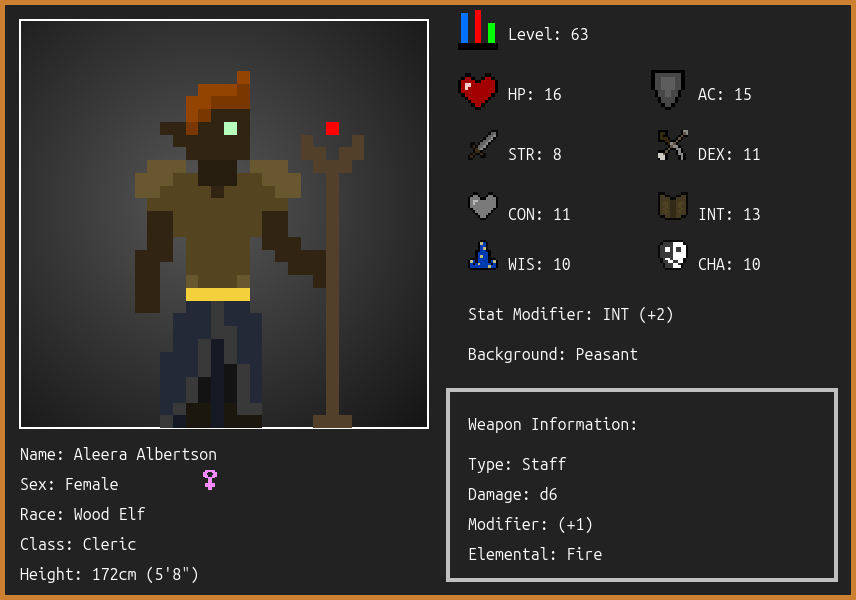 Level: 63
HP: 16
AC: 15
STR: 8
DEX: 11
CON: 11
INT: 13
WIS: 10
CHA: 10
Stat Modifier: INT (+2)
Background: Peasant
Weapon Information:
Type: Staff
Damage: d6
Modifier: (+1)
Elemental: Fire
Name: Aleera Albertson
Sex: Female
Race: Wood Elf
Class: Cleric
Height: 172cm (5'8")